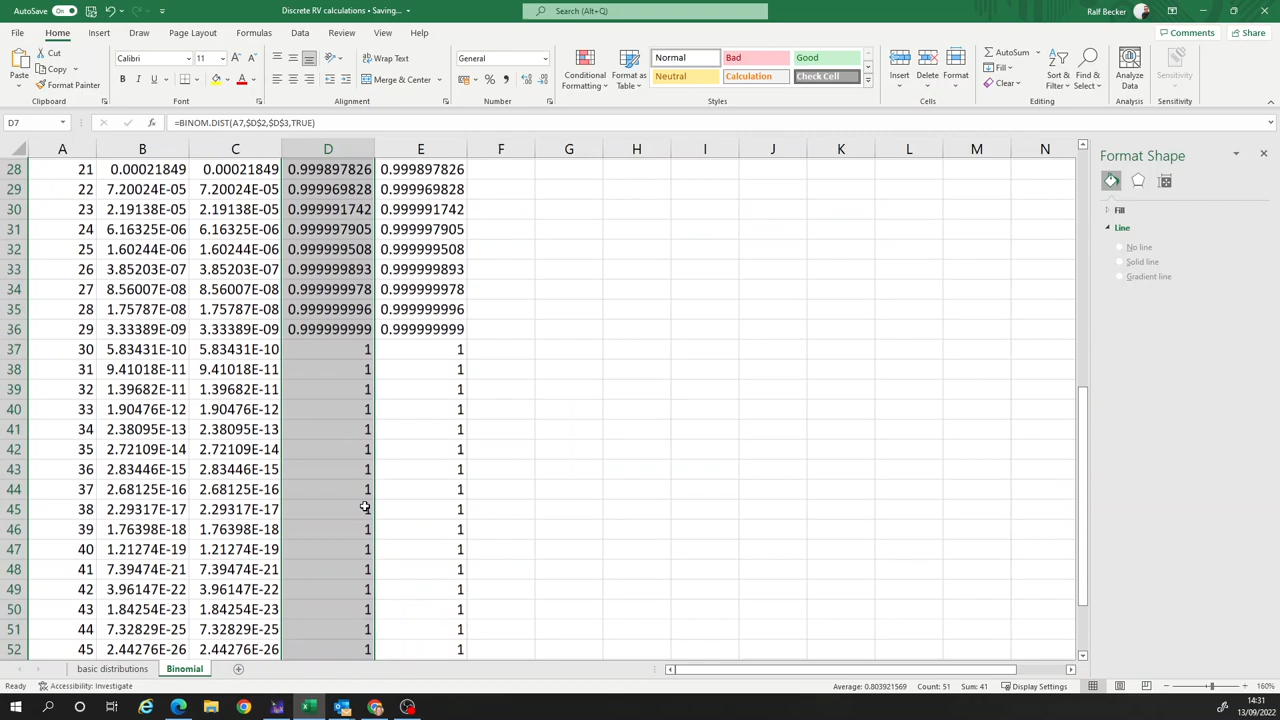 AutoSave On Discrete RV calculations • Saving... Search (Alt+Q) Ralf Becker
File Home Insert Draw Page Layout Formulas Data Review View Help Comments Share
Cut Calibri 11 Wrap Text General Normal Bad Good AutoSum
Copy Fill
Paste Format Painter B I U A Merge & Center % Conditional Formatting Format as Table Neutral Calculation Check Cell Insert Delete Format Clear Sort & Filter Find & Select Analyze Data Sensitivity
Clipboard Font Alignment Number Styles Cells Editing Analysis Sensitivity
D7 fx =BINOM.DIST(A7,$D$2,$D$3,TRUE)
A B C D E F G H I J K L M N
28 21 0.00021849 0.00021849 0.999897826 0.999897826
29 22 7.20024E-05 7.20024E-05 0.999969828 0.999969828
30 23 2.19138E-05 2.19138E-05 0.999991742 0.999991742
31 24 6.16325E-06 6.16325E-06 0.999997905 0.999997905
32 25 1.60244E-06 1.60244E-06 0.999999508 0.999999508
33 26 3.85203E-07 3.85203E-07 0.999999893 0.999999893
34 27 8.56007E-08 8.56007E-08 0.999999978 0.999999978
35 28 1.75787E-08 1.75787E-08 0.999999996 0.999999996
36 29 3.33389E-09 3.33389E-09 0.999999999 0.999999999
37 30 5.83431E-10 5.83431E-10 1 1
38 31 9.41018E-11 9.41018E-11 1 1
39 32 1.39682E-11 1.39682E-11 1 1
40 33 1.90476E-12 1.90476E-12 1 1
41 34 2.38095E-13 2.38095E-13 1 1
42 35 2.72109E-14 2.72109E-14 1 1
43 36 2.83446E-15 2.83446E-15 1 1
44 37 2.68125E-16 2.68125E-16 1 1
45 38 2.29317E-17 2.29317E-17 1 1
46 39 1.76398E-18 1.76398E-18 1 1
47 40 1.21274E-19 1.21274E-19 1 1
48 41 7.39474E-21 7.39474E-21 1 1
49 42 3.96147E-22 3.96147E-22 1 1
50 43 1.84254E-23 1.84254E-23 1 1
51 44 7.32829E-25 7.32829E-25 1 1
52 45 2.44276E-26 2.44276E-26 1 1
Format Shape
Fill
Line
No line
Solid line
Gradient line
basic distributions Binomial
Ready Accessibility: Investigate Average: 0.803921569 Count: 51 Sum: 41 Display Settings 160%
14:31
13/09/2022